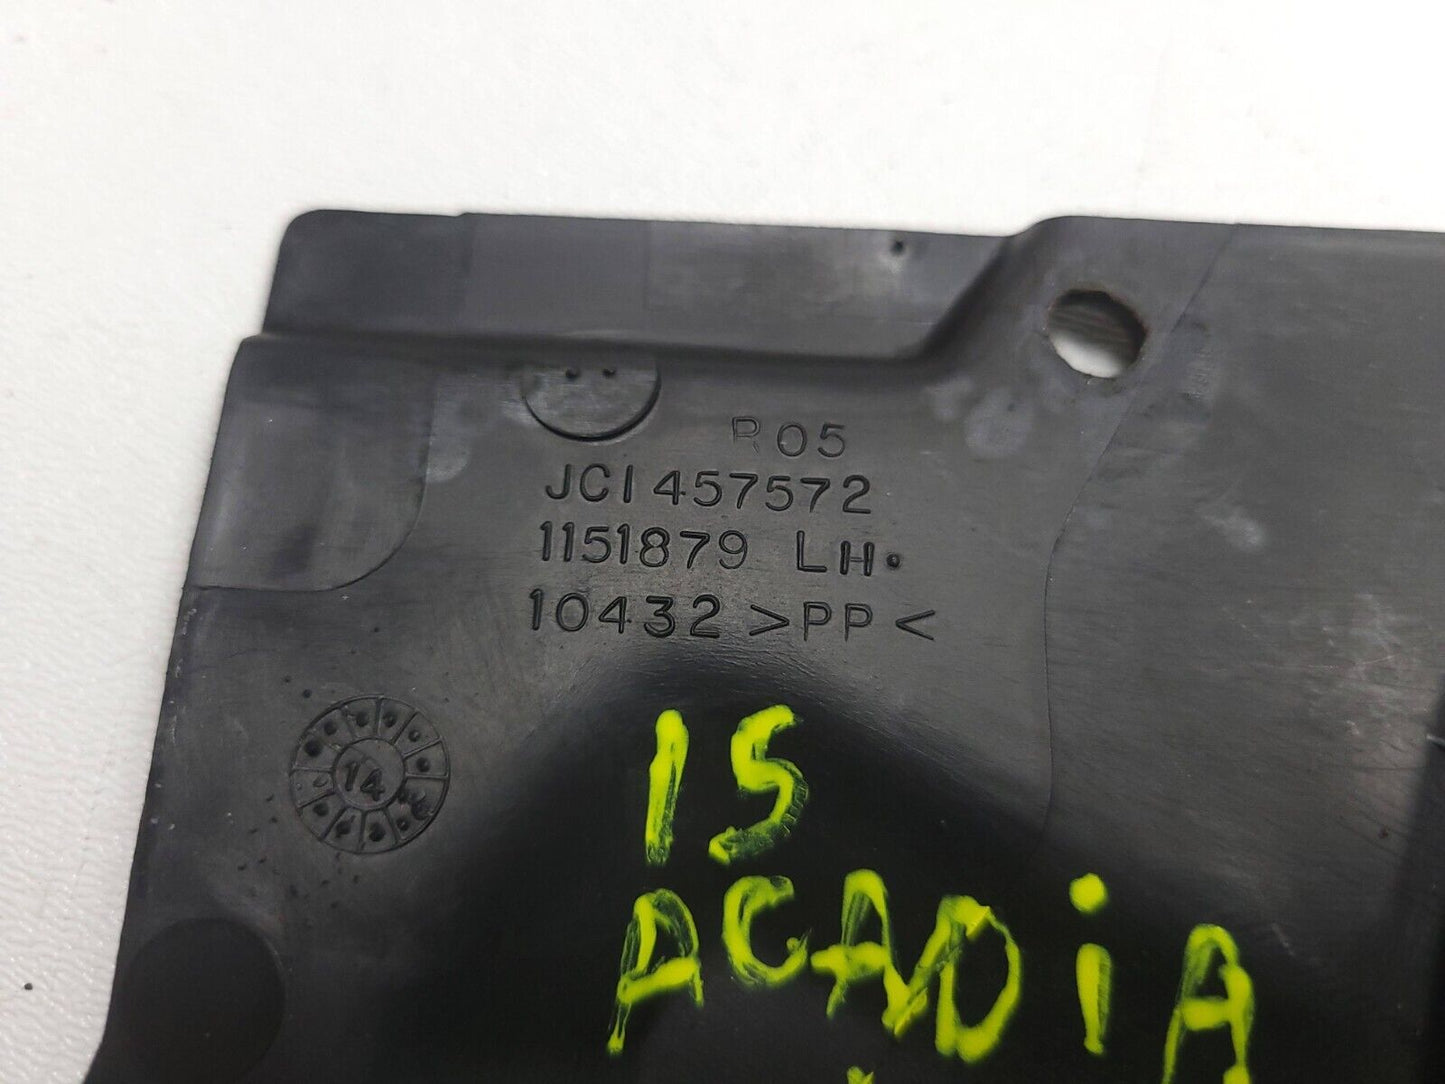 R05
JCI457572
1151879 LH.
10432 >PP<
14
15
ACADiA